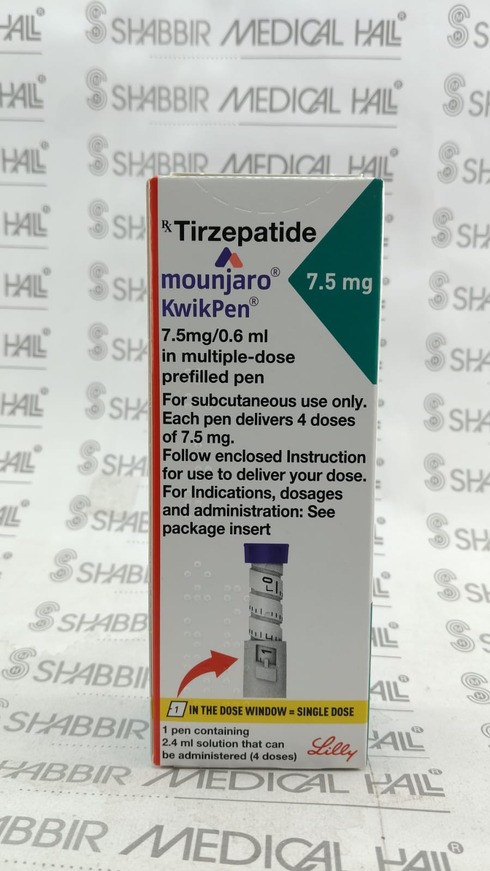 SHABBIR MEDICAL HALL®
SHABBIR MEDICAL HALL®
SHABBIR MEDICAL HALL®
Rx Tirzepatide
mounjaro®
KwikPen®
7.5 mg
7.5mg/0.6 ml
in multiple-dose
prefilled pen
For subcutaneous use only.
Each pen delivers 4 doses
of 7.5 mg.
Follow enclosed Instruction
for use to deliver your dose.
For Indications, dosages
and administration: See
package insert
1 IN THE DOSE WINDOW = SINGLE DOSE
1 pen containing
2.4 ml solution that can
be administered (4 doses)
Lilly
SHABBIR MEDICAL HALL®